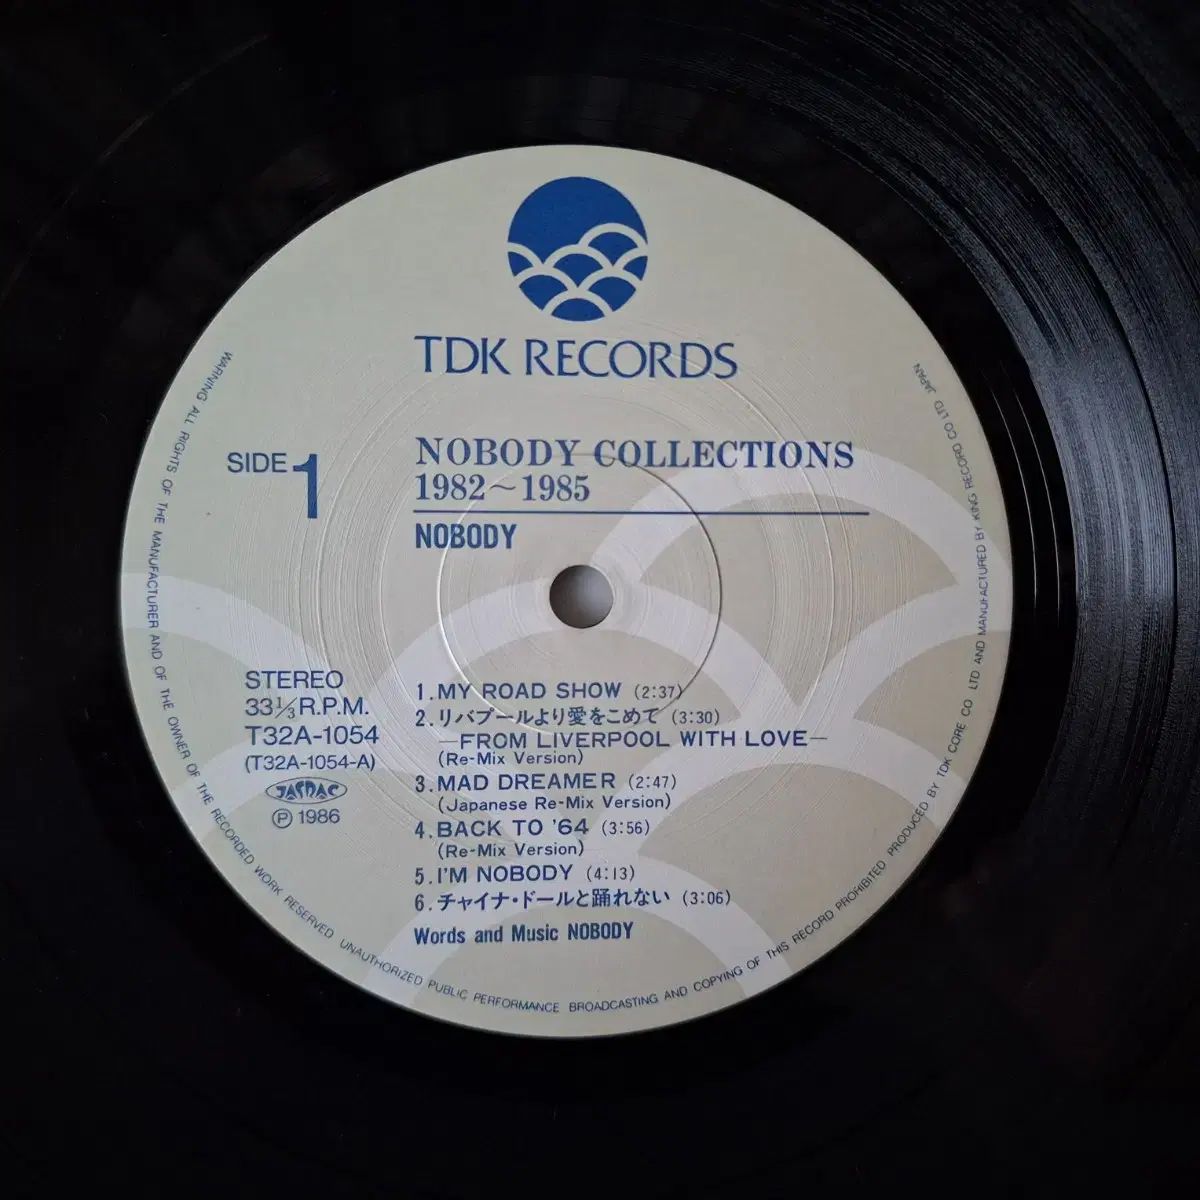 TDK RECORDS
SIDE 1
NOBODY COLLECTIONS
1982~1985
NOBODY
STEREO
33⅓R.P.M.
T32A-1054
(T32A-1054-A)
JASRAC
Ⓟ 1986
1.MY ROAD SHOW (2:37)
2.リバプールより愛をこめて (3:30)
—FROM LIVERPOOL WITH LOVE—
(Re-Mix Version)
3.MAD DREAMER (2:47)
(Japanese Re-Mix Version)
4.BACK TO '64 (3:56)
(Re-Mix Version)
5.I'M NOBODY (4:13)
6.チャイナ・ドールと踊れない (3:06)
Words and Music NOBODY
WARNING ALL RIGHTS OF THE MANUFACTURER AND OF THE OWNER OF THE RECORDED WORK RESERVED UNAUTHORIZED PUBLIC PERFORMANCE BROADCASTING AND COPYING OF THIS RECORD PROHIBITED PRODUCED BY TDK CORE CO LTD AND MANUFACTURED BY KING RECORD CO LTD JAPAN